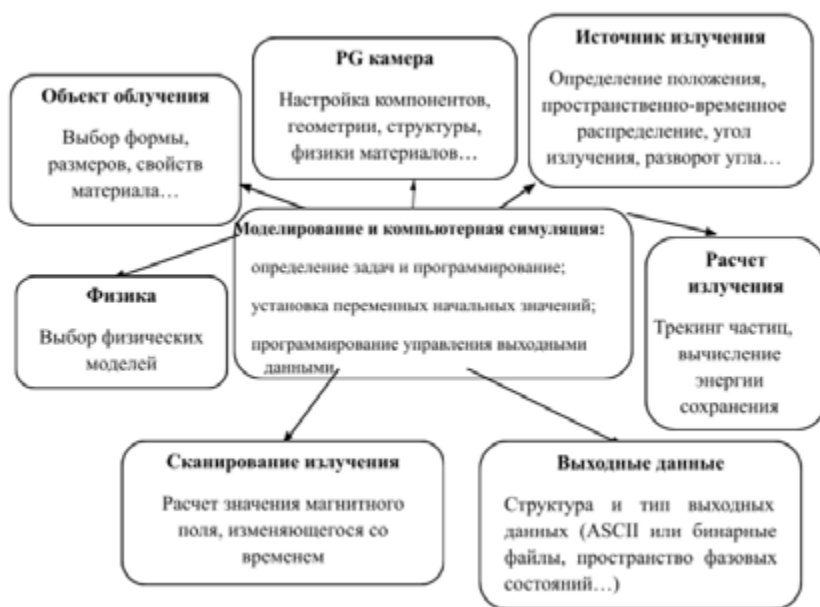 Источник излучения
Определение положения,
пространственно-временное
распределение, угол
излучения, разворот угла…
PG камера
Настройка компонентов,
геометрии, структуры,
физики материалов…
Объект облучения
Выбор формы,
размеров, свойств
материала…
Моделирование и компьютерная симуляция:
определение задач и программирование;
установка переменных начальных значений;
программирование управления выходными
данными
Физика
Выбор физических
моделей
Расчет
излучения
Трекинг частиц,
вычисление
энергии
сохранения
Сканирование излучения
Расчет значения магнитного
поля, изменяющегося со
временем
Выходные данные
Структура и тип выходных
данных (ASCII или бинарные
файлы, пространство фазовых
состояний…)